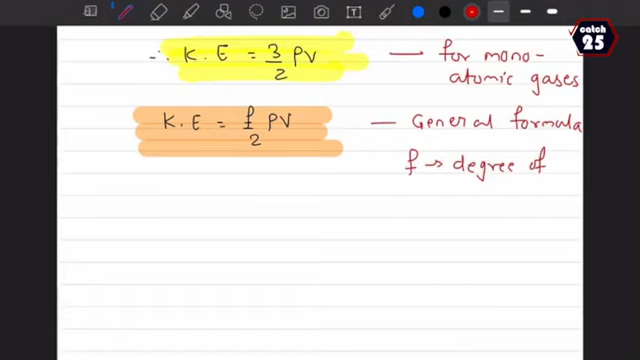 catch
25
∴ K.E = 3/2 PV — for mono-
atomic gases
K.E = f/2 PV — General formula
f → degree of